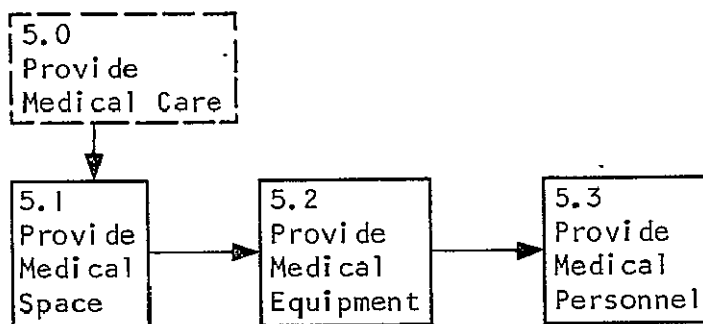 5.0
Provide
Medical Care
5.1
Provide
Medical
Space
5.2
Provide
Medical
Equipment
5.3
Provide
Medical
Personnel